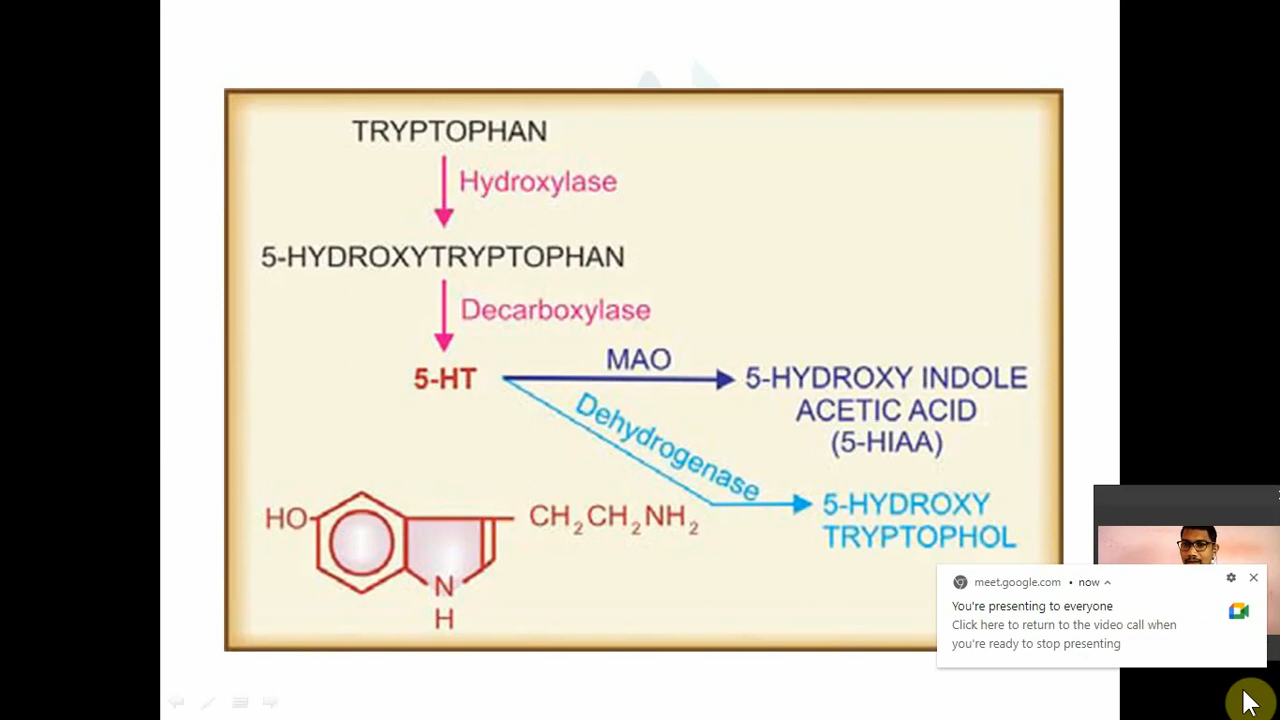 TRYPTOPHAN
Hydroxylase
5-HYDROXYTRYPTOPHAN
Decarboxylase
5-HT
MAO
5-HYDROXY INDOLE
ACETIC ACID
(5-HIAA)
Dehydrogenase
5-HYDROXY
TRYPTOPHOL
HO
CH₂CH₂NH₂
N
H
meet.google.com • now
You're presenting to everyone
Click here to return to the video call when
you're ready to stop presenting